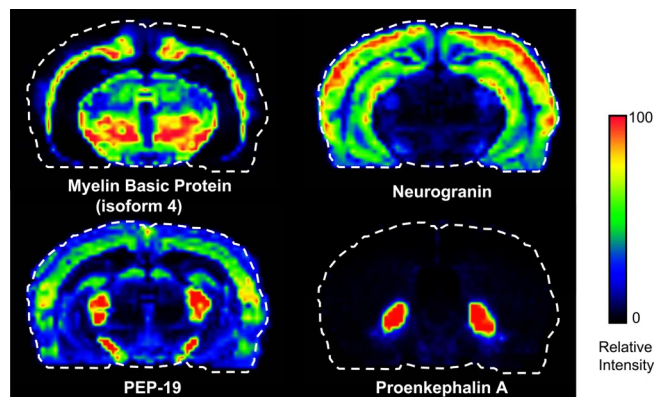 Myelin Basic Protein
(isoform 4)
Neurogranin
100
0
Relative
Intensity
PEP-19
Proenkephalin A